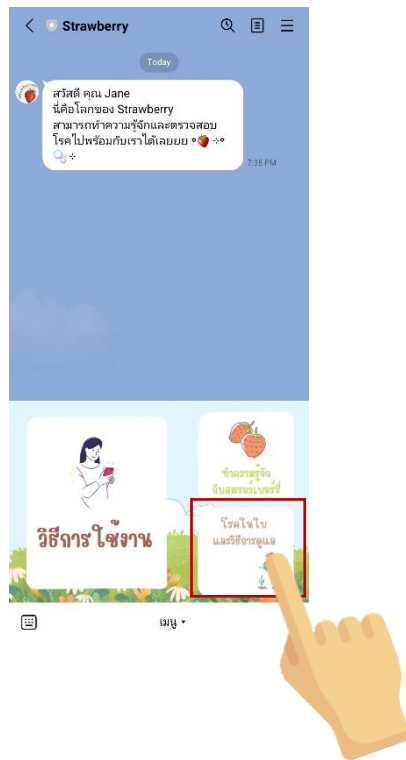 Strawberry
Today
สวัสดี คุณ Jane
นี่คือโลกของ Strawberry
สามารถทำความรู้จักและตรวจสอบ
โรคไปพร้อมกับเราได้เลยยย
7:38 PM
ทำความรู้จัก
กับสตรอว์เบอร์รี่
วิธีการใช้งาน
โรคในใบ
และวิธีการดูแล
เมนู